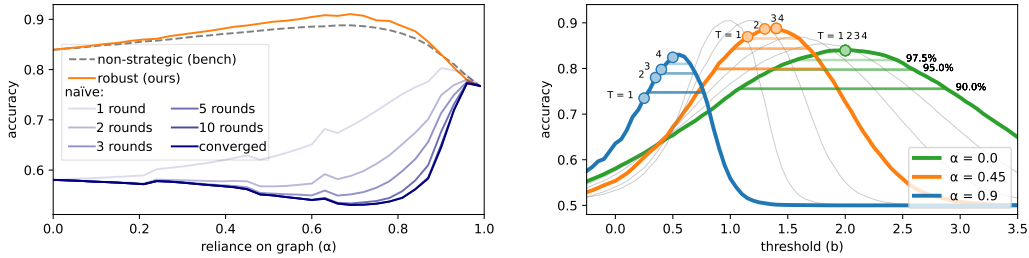 accuracy
0.9
0.8
0.7
0.6
non-strategic (bench)
robust (ours)
naïve:
1 round
2 rounds
3 rounds
5 rounds
10 rounds
converged
0.0
0.2
0.4
0.6
0.8
1.0
reliance on graph (α)
accuracy
0.9
0.8
0.7
0.6
0.5
T = 1
2
3
4
T = 1
2
3 4
T = 1 2 3 4
97.5%
95.0%
90.0%
α = 0.0
α = 0.45
α = 0.9
0.0
0.5
1.0
1.5
2.0
2.5
3.0
3.5
threshold (b)